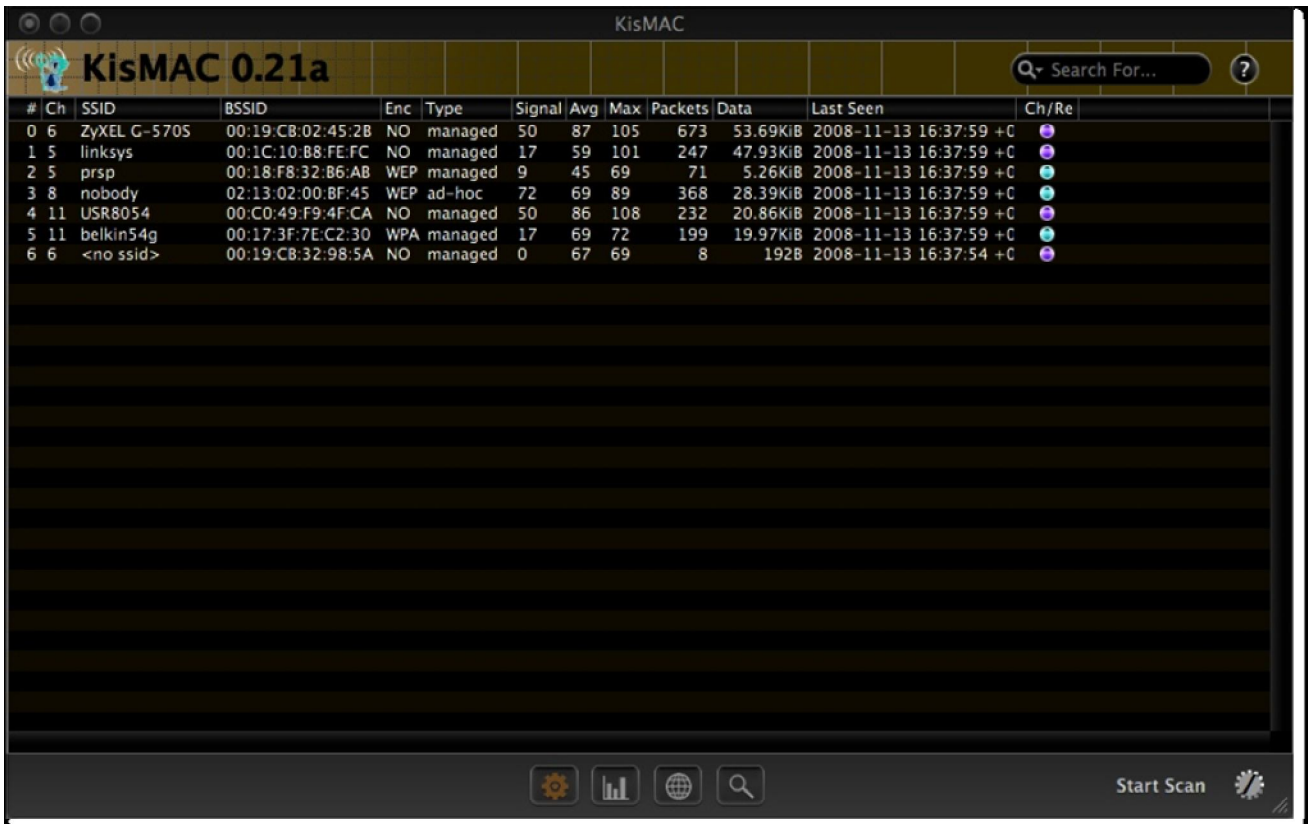 KisMAC
KisMAC 0.21a
Search For...
?
# Ch SSID BSSID Enc Type Signal Avg Max Packets Data Last Seen Ch/Re
0 6 ZyXEL G-570S 00:19:CB:02:45:2B NO managed 50 87 105 673 53.69KiB 2008-11-13 16:37:59 +0
1 5 linksys 00:1C:10:B8:FE:FC NO managed 17 59 101 247 47.93KiB 2008-11-13 16:37:59 +0
2 5 prsp 00:18:F8:32:B6:AB WEP managed 9 45 69 71 5.26KiB 2008-11-13 16:37:59 +0
3 8 nobody 02:13:02:00:BF:45 WEP ad-hoc 72 69 89 368 28.39KiB 2008-11-13 16:37:59 +0
4 11 USR8054 00:C0:49:F9:4F:CA NO managed 50 86 108 232 20.86KiB 2008-11-13 16:37:59 +0
5 11 belkin54g 00:17:3F:7E:C2:30 WPA managed 17 69 72 199 19.97KiB 2008-11-13 16:37:59 +0
6 6 <no ssid> 00:19:CB:32:98:5A NO managed 0 67 69 8 192B 2008-11-13 16:37:54 +0
Start Scan